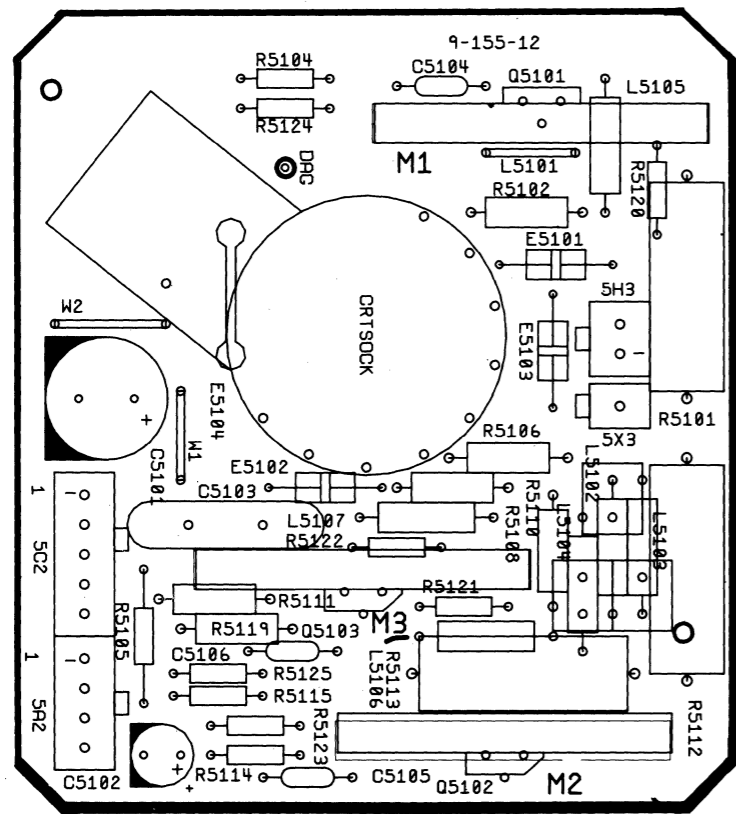 9-155-12
R5104
C5104
Q5101
L5105
R5124
DAG
M1
L5101
R5102
R5120
E5101
W2
CRTSOCK
5H3
E5103
E5104
+
W1
R5101
5X3
R5106
C5101
E5102
C5103
L5102
1
5C2
L5107
R5122
R5108
R5110
L5104
L5103
R5105
R5111
R5121
R5119
Q5103
M3
1
5A2
C5106
R5125
R5113
L5106
R5115
R5123
R5112
R5114
+
+
C5102
C5105
Q5102
M2